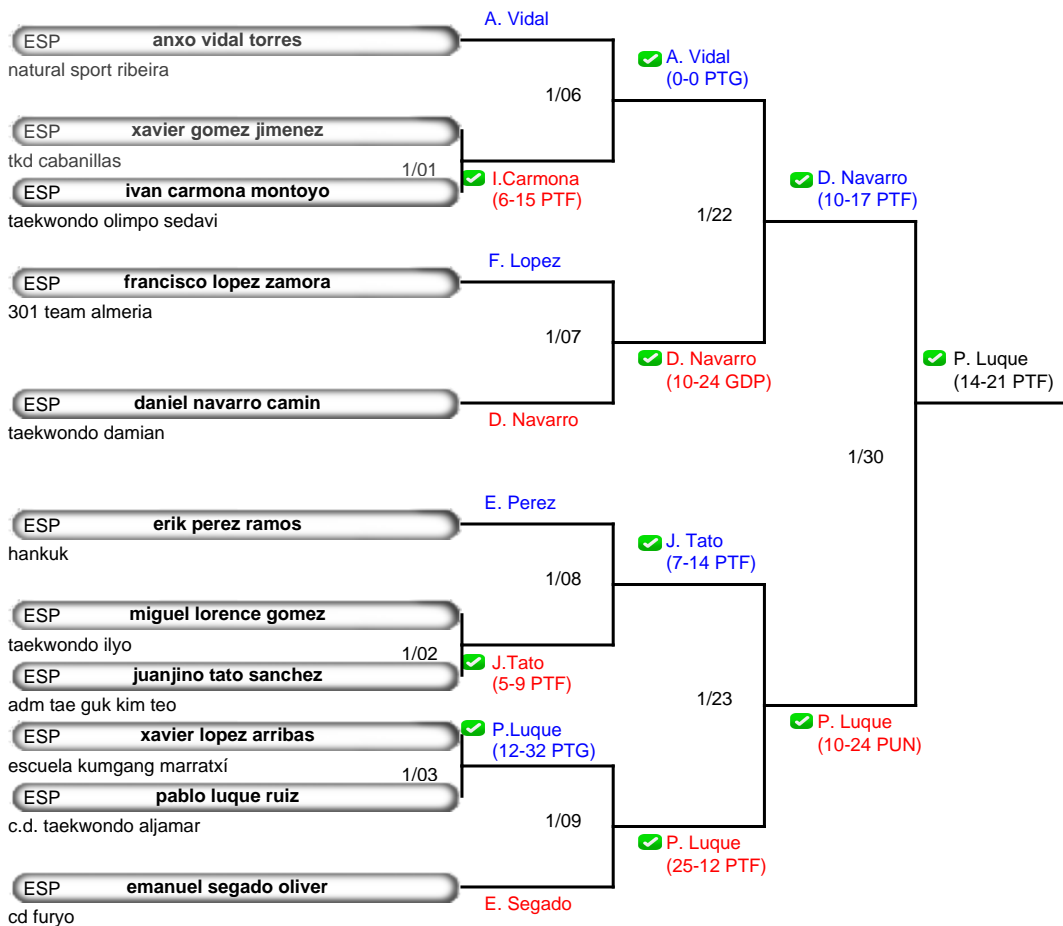 A. Vidal
ESP anxo vidal torres
natural sport ribeira
A. Vidal
(0-0 PTG)
1/06
ESP xavier gomez jimenez
tkd cabanillas
1/01
I.Carmona
(6-15 PTF)
ESP ivan carmona montoyo
taekwondo olimpo sedavi
D. Navarro
(10-17 PTF)
1/22
F. Lopez
ESP francisco lopez zamora
301 team almeria
1/07
D. Navarro
(10-24 GDP)
P. Luque
(14-21 PTF)
ESP daniel navarro camin
taekwondo damian
D. Navarro
1/30
E. Perez
ESP erik perez ramos
hankuk
J. Tato
(7-14 PTF)
1/08
ESP miguel lorence gomez
taekwondo ilyo
1/02
J.Tato
(5-9 PTF)
ESP juanjino tato sanchez
adm tae guk kim teo
1/23
ESP xavier lopez arribas
escuela kumgang marratxí
P.Luque
(12-32 PTG)
P. Luque
(10-24 PUN)
1/03
ESP pablo luque ruiz
c.d. taekwondo aljamar
1/09
P. Luque
(25-12 PTF)
ESP emanuel segado oliver
cd furyo
E. Segado